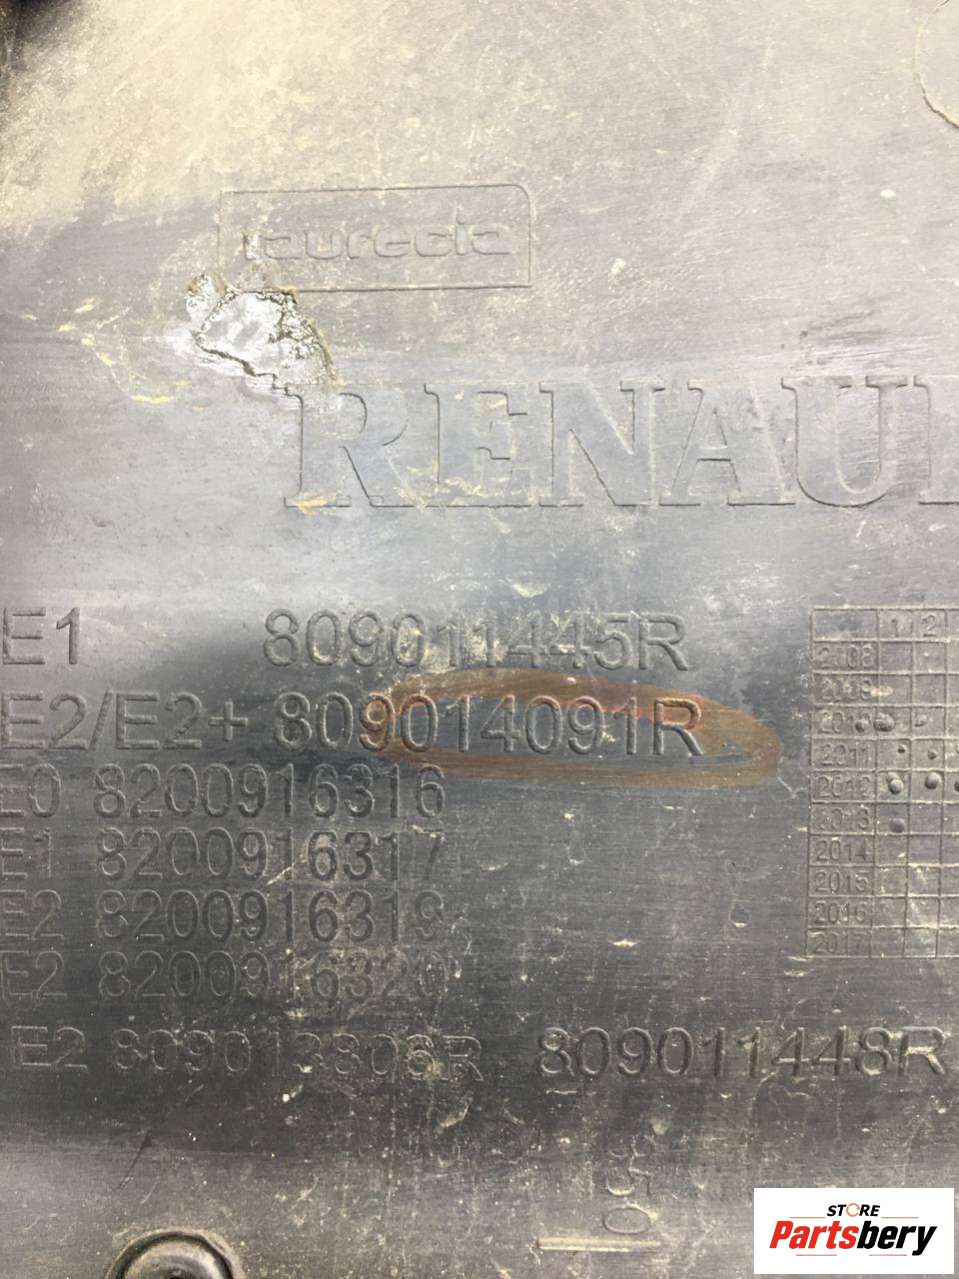 faurecia
RENAUL
E1 809011445R
E2/E2+ 809014091R
E0 8200916316
E1 8200916317
E2 8200916319
E2 8200916320
E2 809013806R 809011448R
1 2
2008
2009
2010
2011
2012
2013
2014
2015
2016
2017
STORE
Partsbery